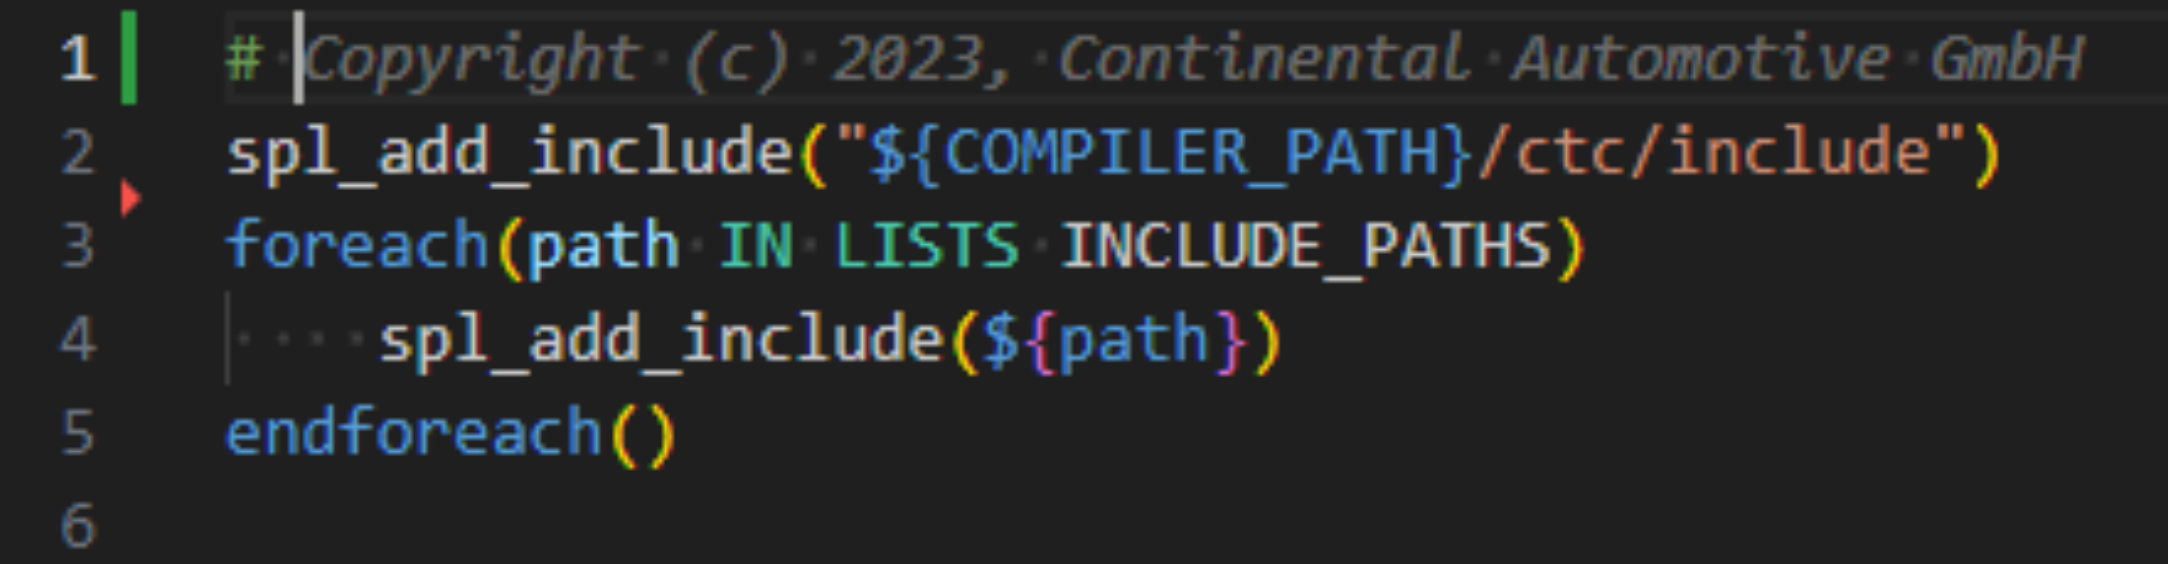 1 # Copyright (c) 2023, Continental Automotive GmbH
2 spl_add_include("${COMPILER_PATH}/ctc/include")
3 foreach(path IN LISTS INCLUDE_PATHS)
4     spl_add_include(${path})
5 endforeach()
6